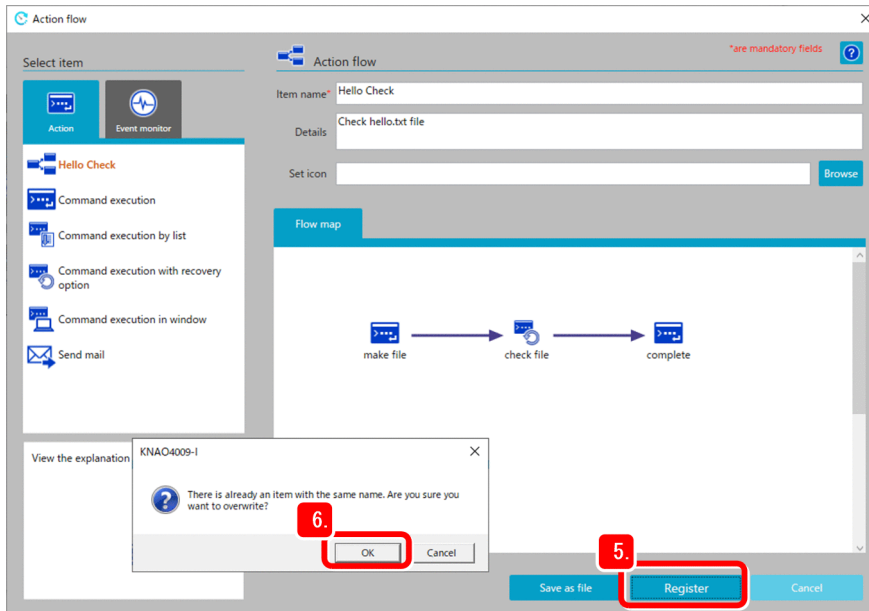 Action flow
Select item
Action
Event monitor
Hello Check
Command execution
Command execution by list
Command execution with recovery
option
Command execution in window
Send mail
View the explanation
Action flow
*are mandatory fields
?
Item name*
Hello Check
Details
Check hello.txt file
Set icon
Browse
Flow map
make file
check file
complete
KNAO4009-I
There is already an item with the same name. Are you sure you
want to overwrite?
6.
OK
Cancel
5.
Save as file
Register
Cancel